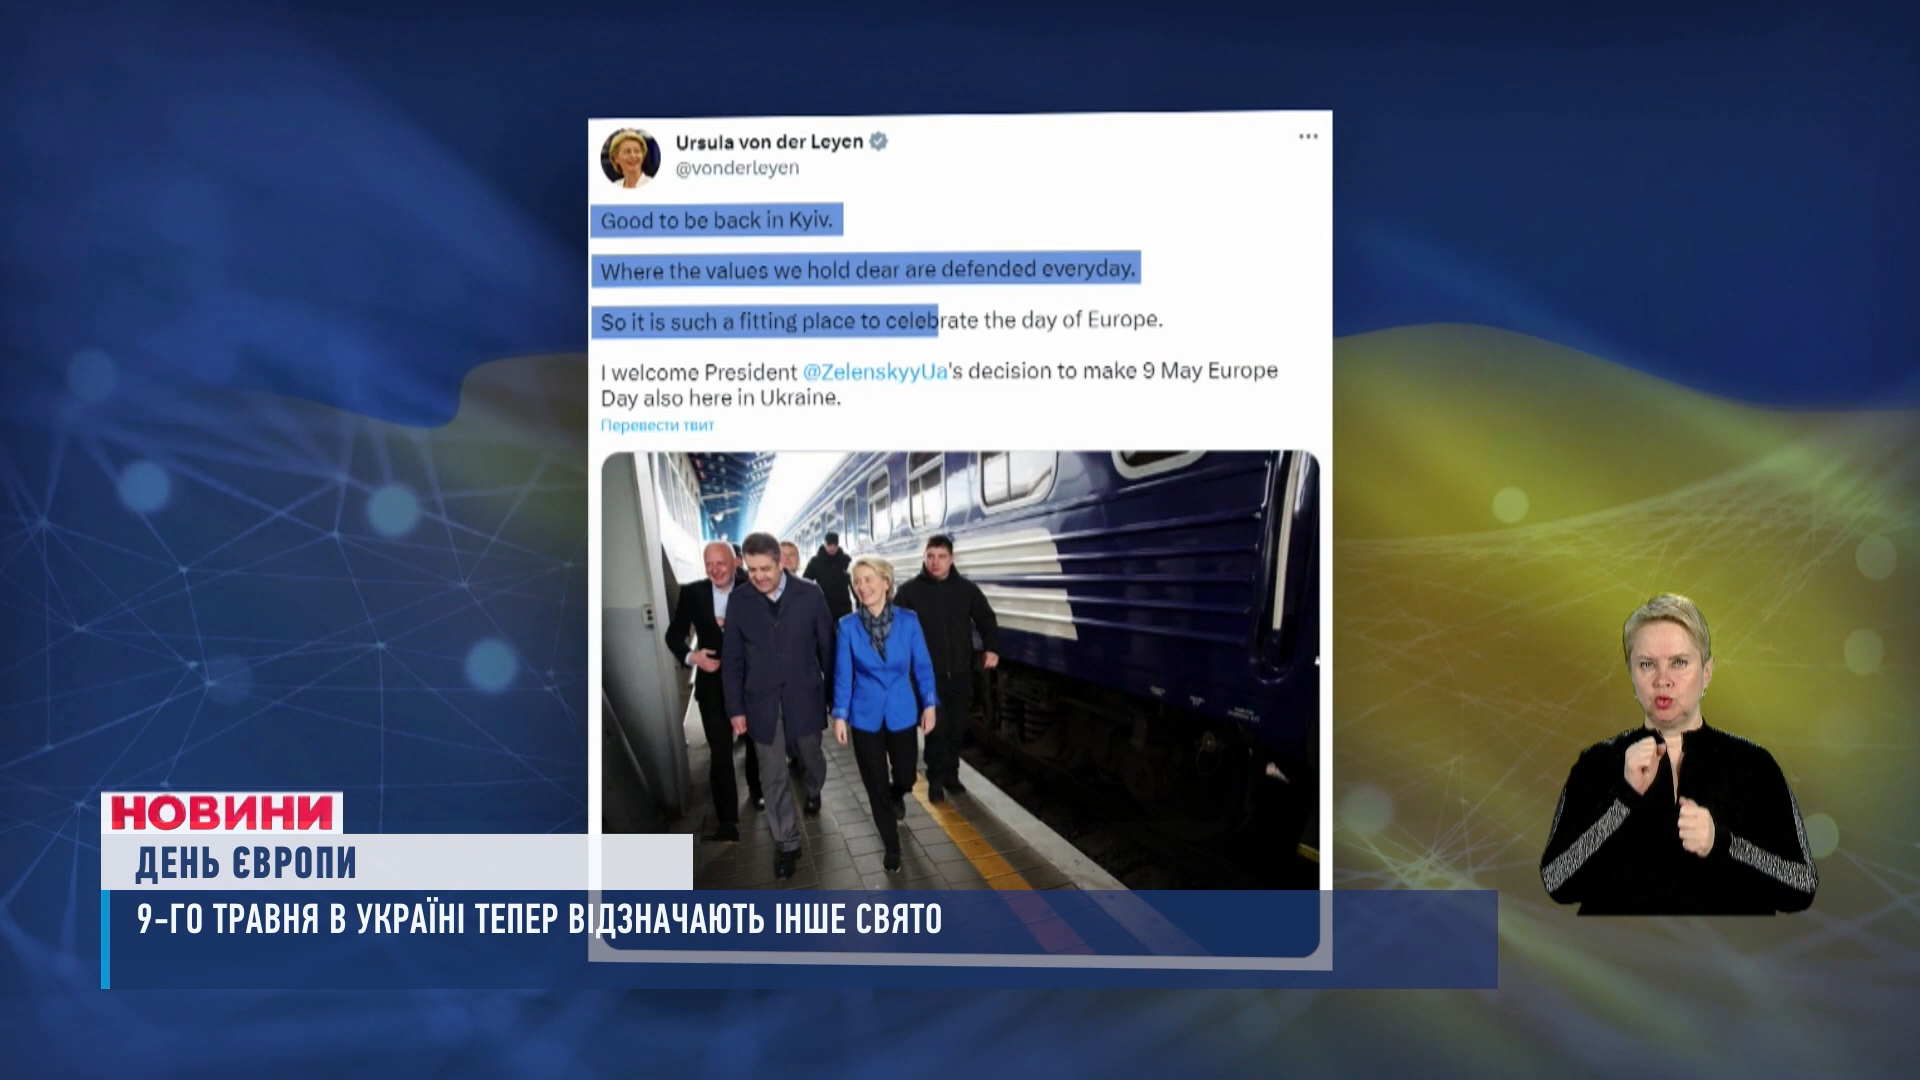 Ursula von der Leyen
@vonderleyen
Good to be back in Kyiv.
Where the values we hold dear are defended everyday.
So it is such a fitting place to celebrate the day of Europe.
I welcome President @ZelenskyyUa's decision to make 9 May Europe
Day also here in Ukraine.
Перевести твит
НОВИНИ
ДЕНЬ ЄВРОПИ
9-ГО ТРАВНЯ В УКРАЇНІ ТЕПЕР ВІДЗНАЧАЮТЬ ІНШЕ СВЯТО